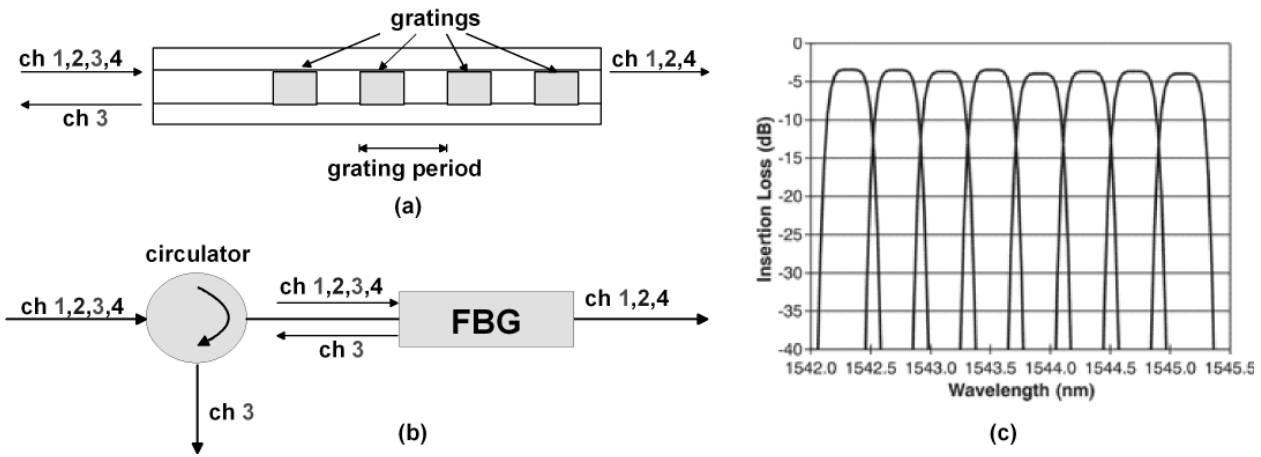 gratings
ch 1,2,3,4
ch 1,2,4
ch 3
grating period
(a)
circulator
ch 1,2,3,4
ch 1,2,3,4
ch 1,2,4
FBG
ch 3
ch 3
(b)
0
-5
-10
-15
-20
-25
-30
-35
-40
Insertion Loss (dB)
1542.0 1542.5 1543.0 1543.5 1544.0 1544.5 1545.0 1545.5
Wavelength (nm)
(c)